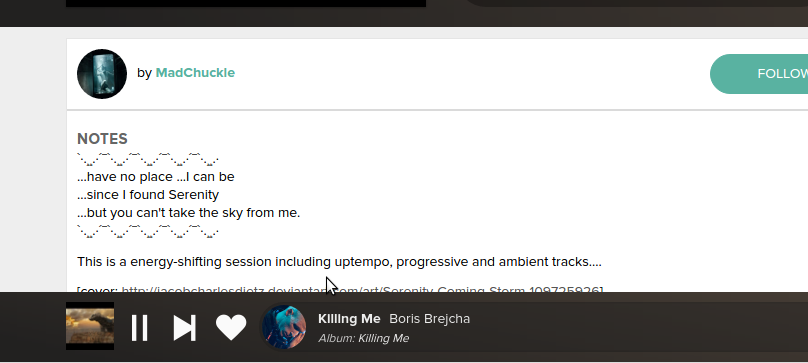 by MadChuckle
FOLLOW
NOTES
`·.¸¸.·´¯`·.¸¸.·´¯`·.¸¸.·´¯`·.¸¸.·´¯`·.¸¸.·
...have no place ...I can be
...since I found Serenity
...but you can't take the sky from me.
`·.¸¸.·´¯`·.¸¸.·´¯`·.¸¸.·´¯`·.¸¸.·´¯`·.¸¸.·
This is a energy-shifting session including uptempo, progressive and ambient tracks....
[cover: http://jacobcharlesdietz.deviantart.com/art/Serenity-Coming-Storm-109725926]
Killing Me Boris Brejcha
Album: Killing Me